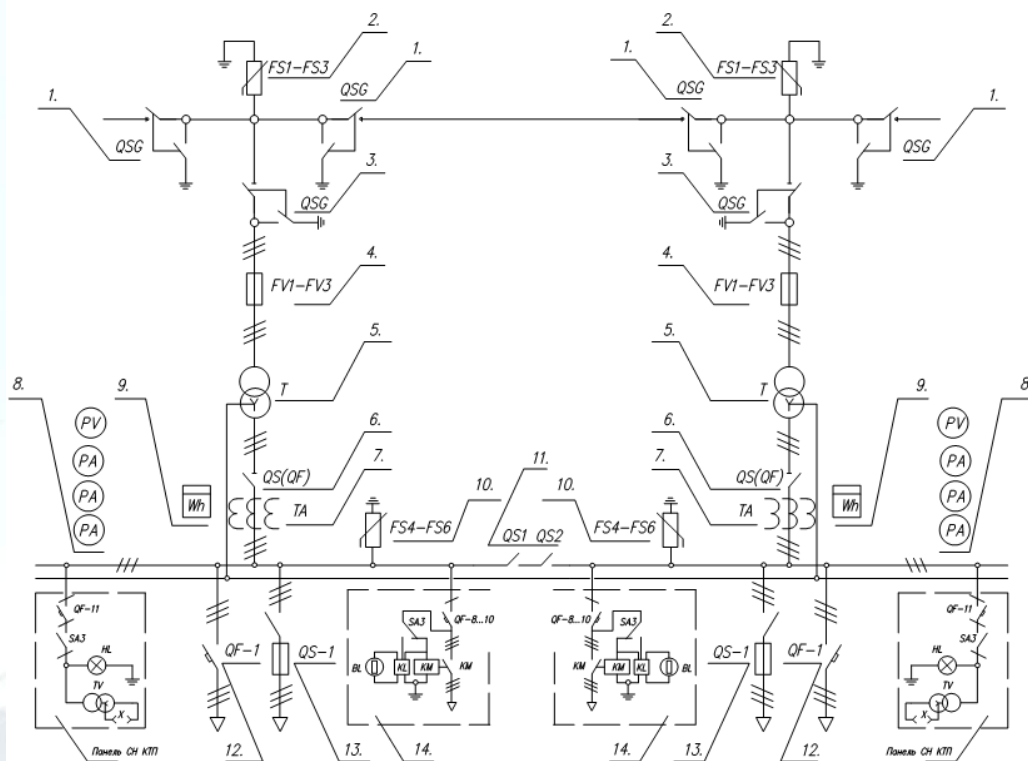 2. 2.
1. 1.
FS1-FS3 FS1-FS3
QSG QSG
1. 1.
QSG QSG
3. 3.
QSG QSG
4. 4.
FV1-FV3 FV1-FV3
5. 5.
T T
8. 9. 9. 8.
PV PV
6. 6.
PA PA
QS(QF) QS(QF)
7. 11. 7.
10. 10.
Wh PA PA Wh
TA TA
FS4-FS6 FS4-FS6
PA PA
QS1 QS2
QF-11 QF-8...10 QF-8...10 QF-11
SA3 SA3 SA3 SA3
HL QF-1 QS-1 BL KL KM KM KM KM KL BL QS-1 QF-1 HL
TV TV
X X
Панель СН КТП Панель СН КТП
12. 13. 14. 14. 13. 12.